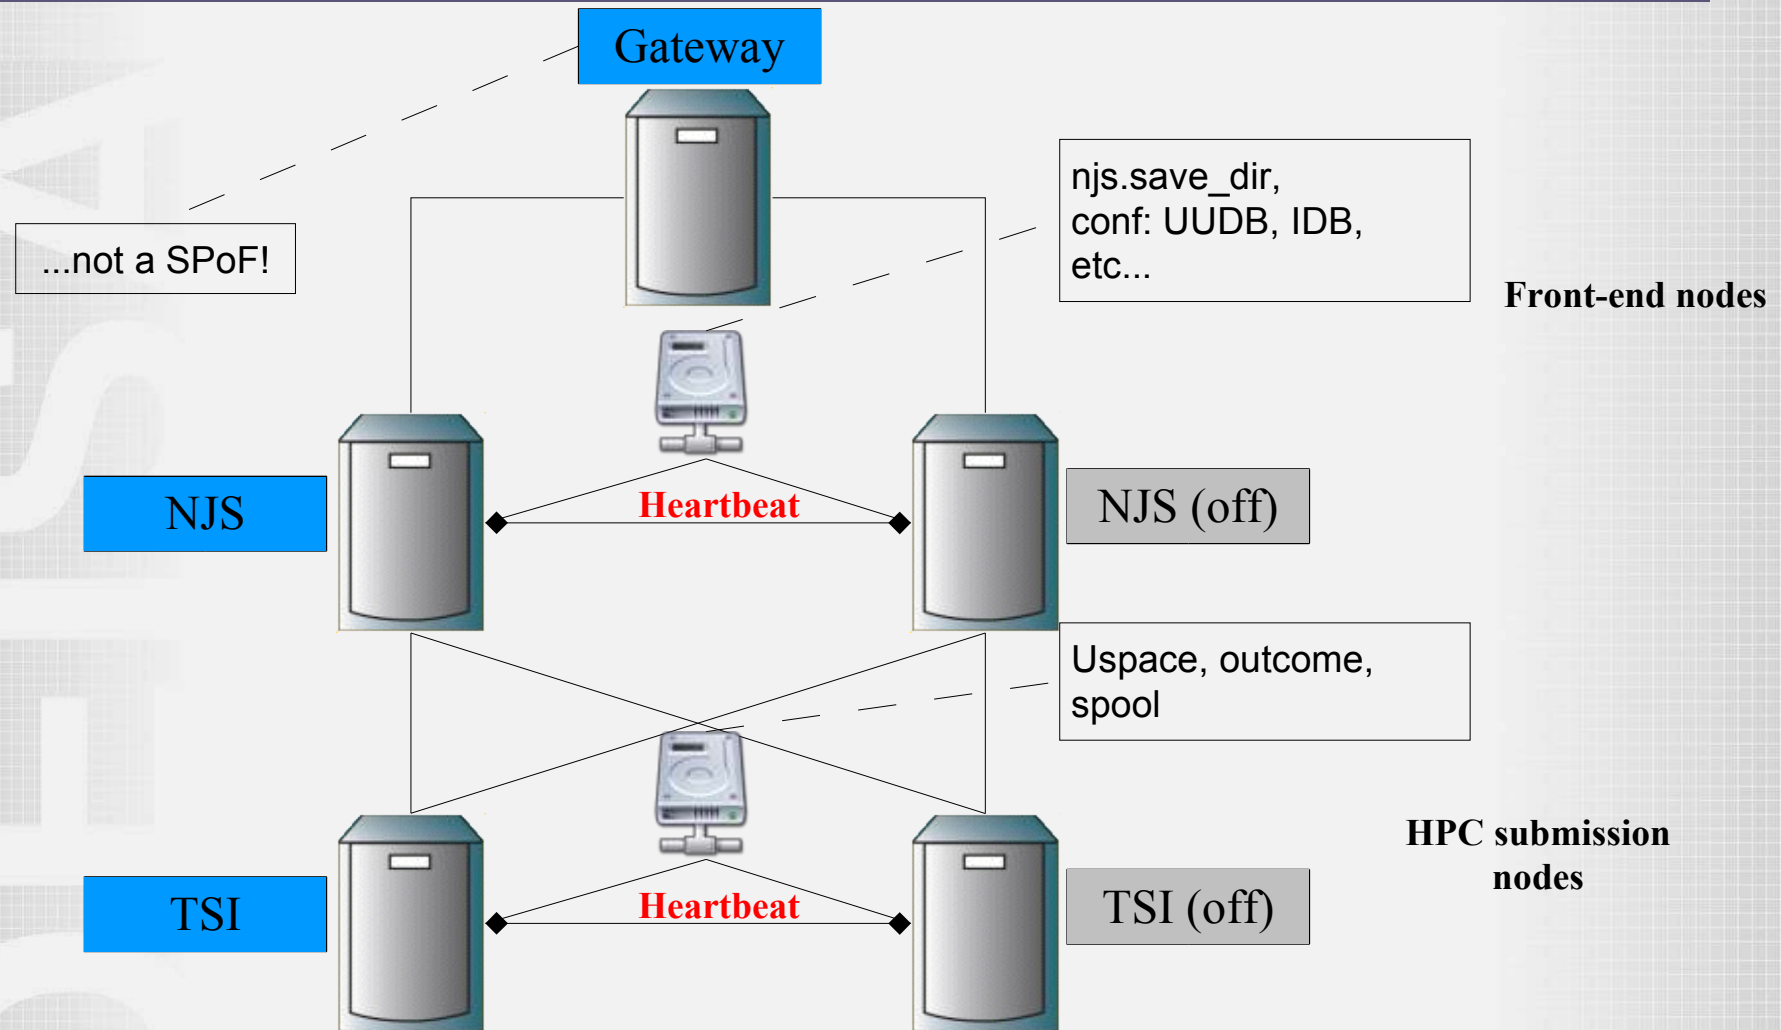 Gateway
...not a SPoF!
njs.save_dir,
conf: UUDB, IDB,
etc...
Front-end nodes
NJS
Heartbeat
NJS (off)
Uspace, outcome,
spool
HPC submission
nodes
TSI
Heartbeat
TSI (off)